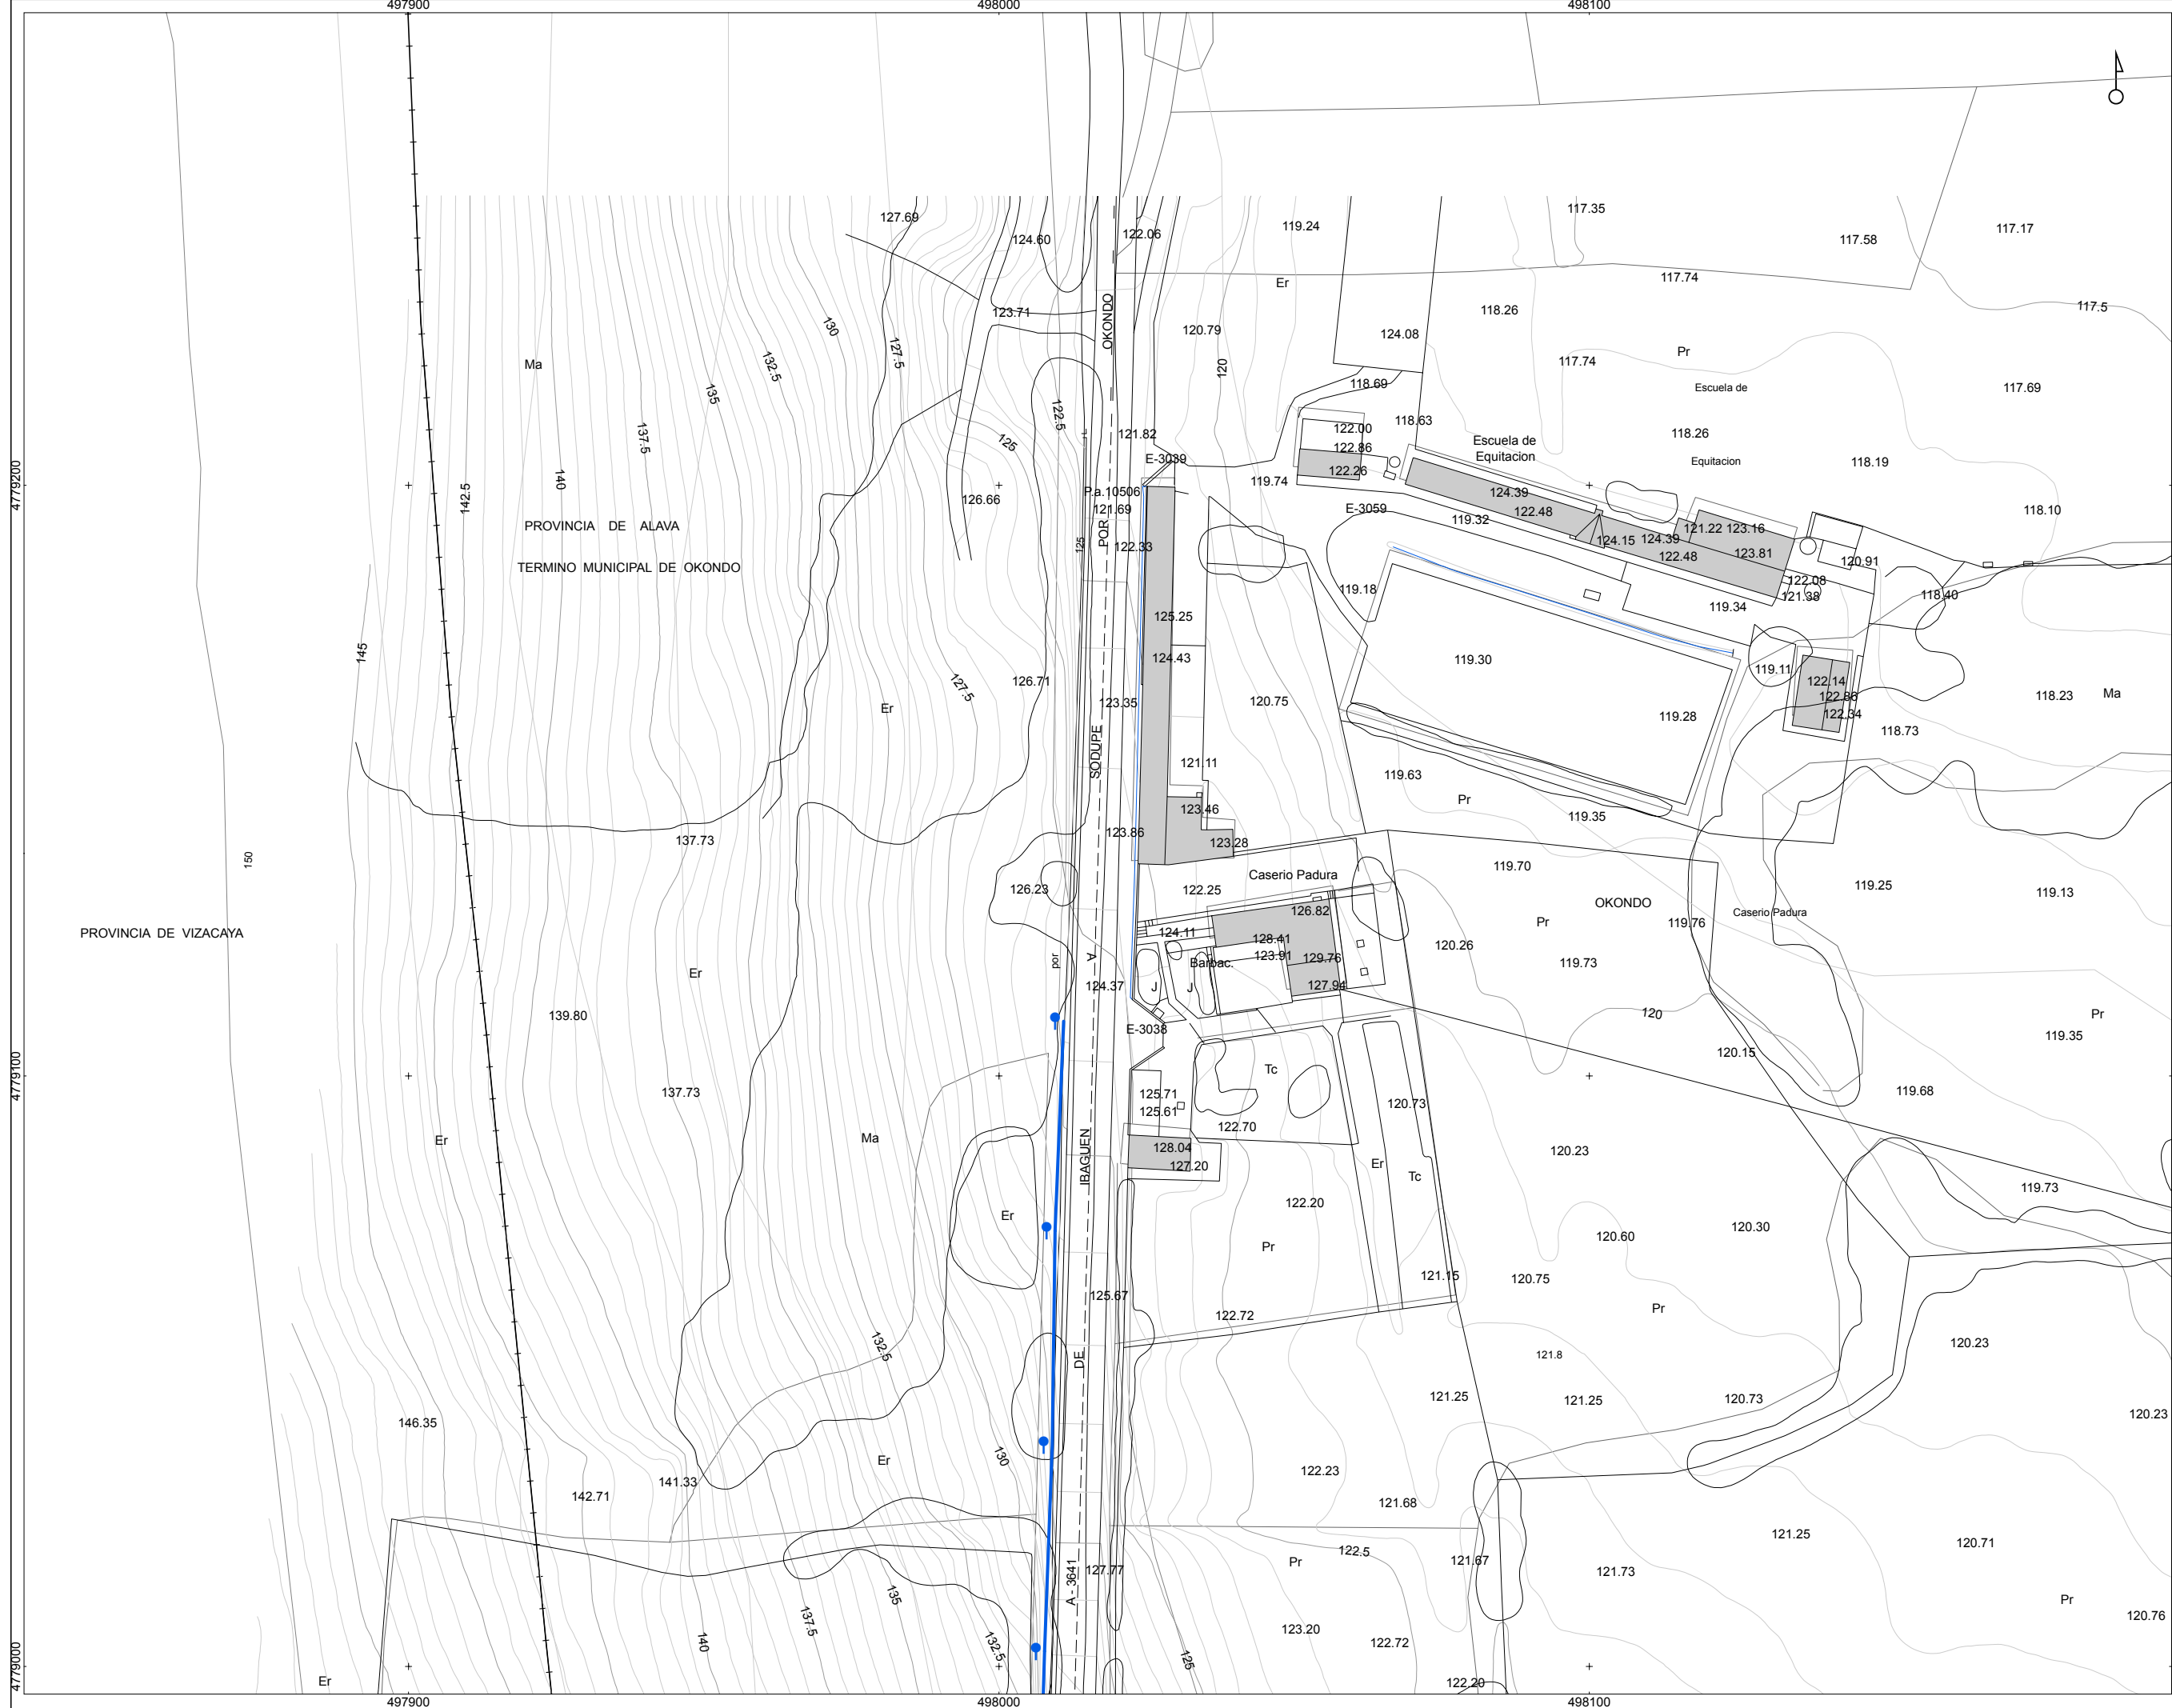 497900 498000 498100
117.35
127.69 119.24 117.17
124.60 122.06 117.58
117.74
Er
OKONDO 117.5
123.71 118.26
130 120.79 124.08
127.5 Pr
Ma 132.5 120 117.74
118.69 Escuela de 117.69
135
137.5 122.5 118.63
121.82 122.00 Escuela de 118.26
125 122.86 Equitacion
E-3039 Equitacion 118.19
140 122.26
142.5 119.74
4779200
126.66 P.a.10506 124.39
121.69 E-3059 122.48 118.10
PROVINCIA DE ALAVA 119.32 121.22 123.16
POR 124.15 124.39
125 122.33 122.48 123.81
TERMINO MUNICIPAL DE OKONDO 120.91
119.18 122.08
121.38 118.40
119.34
125.25
145 124.43 119.30
119.11
126.71 122.14
127.5 122.86 118.23 Ma
Er 123.35 120.75 122.34
119.28
118.73
SODUPE
121.11
119.63
Pr
123.46 119.35
137.73 123.86
123.28
150
119.70
Caserio Padura
126.23 122.25 119.25 119.13
OKONDO
126.82 Caserio Padura
Pr 119.76
PROVINCIA DE VIZACAYA 124.11
128.41 120.26
A 123.91 129.76
por Barbac. 119.73
Er
124.37 J J 127.94
139.80 120 Pr
E-3038
119.35
120.15
4779100
Tc
137.73 125.71 119.68
125.61 120.73
122.70
Er Ma
IBAGUEN 128.04 120.23
127.20 Er
Tc
119.73
Er 122.20
120.30
120.60
Pr
121.15 120.75
125.67
Pr
122.72
132.5 120.23
DE 121.8
121.25 121.25 120.73
146.35 120.23
130
Er 122.23
141.33
142.71 121.68
121.25
120.71
122.5
Pr 121.67
A-3641 127.77 121.73
135 Pr
137.5 120.76
123.20
140 132.5 122.72
125
4779000
Er 122.20
497900 498000 498100